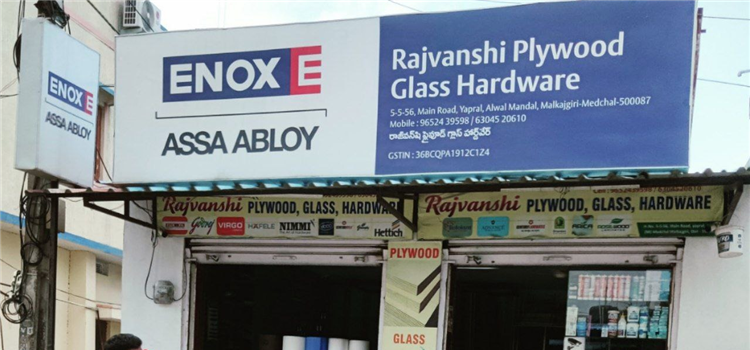 ENOX E
ASSA ABLOY
ENOX E
ASSA ABLOY
Rajvanshi Plywood
Glass Hardware
5-5-56, Main Road, Yapral, Alwal Mandal, Malkajgiri-Medchal-500087
Mobile : 96524 39598 / 63045 20610
రాజ్‌వన్‌షి ప్లైవుడ్ గ్లాస్ హార్డ్‌వేర్
GSTIN : 36BCQPA1912C1Z4
Rajvanshi PLYWOOD, GLASS, HARDWARE
Godrej VIRGO HAFELE NIMMI Hettich
Rajvanshi PLYWOOD, GLASS, HARDWARE
PLYWOOD
GLASS